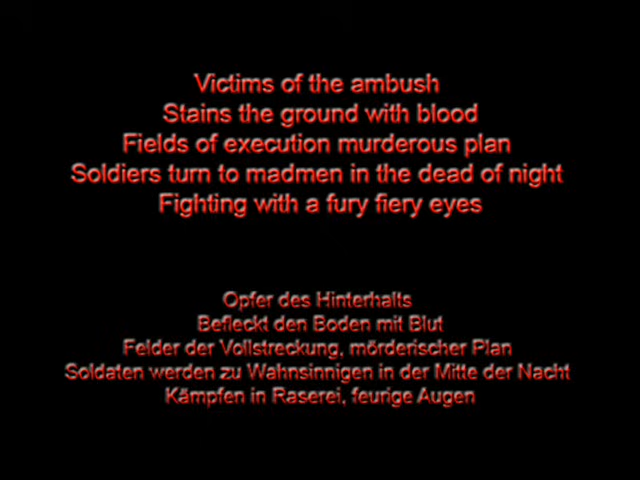 Victims of the ambush
Stains the ground with blood
Fields of execution murderous plan
Soldiers turn to madmen in the dead of night
Fighting with a fury fiery eyes
Opfer des Hinterhalts
Befleckt den Boden mit Blut
Felder der Vollstreckung, mörderischer Plan
Soldaten werden zu Wahnsinnigen in der Mitte der Nacht
Kämpfen in Raserei, feurige Augen